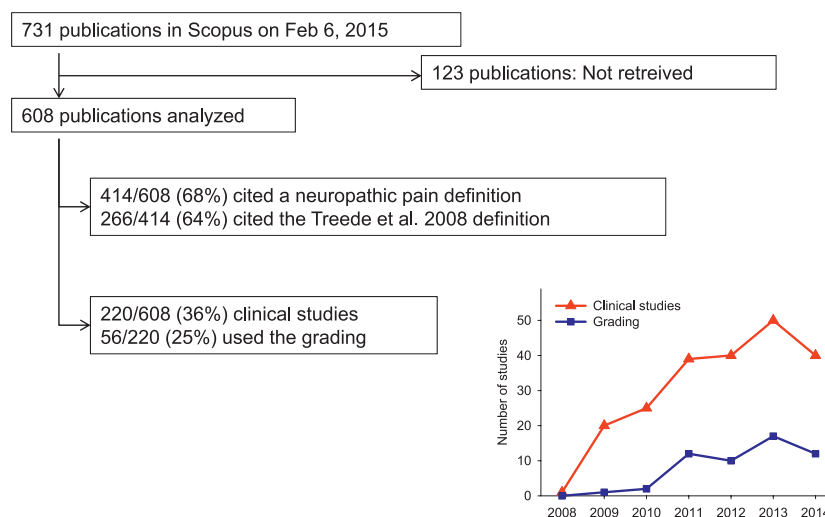 731 publications in Scopus on Feb 6, 2015
123 publications: Not retreived
608 publications analyzed
414/608 (68%) cited a neuropathic pain definition
266/414 (64%) cited the Treede et al. 2008 definition
220/608 (36%) clinical studies
56/220 (25%) used the grading
Clinical studies
Grading
Number of studies
50
40
30
20
10
0
2008 2009 2010 2011 2012 2013 2014